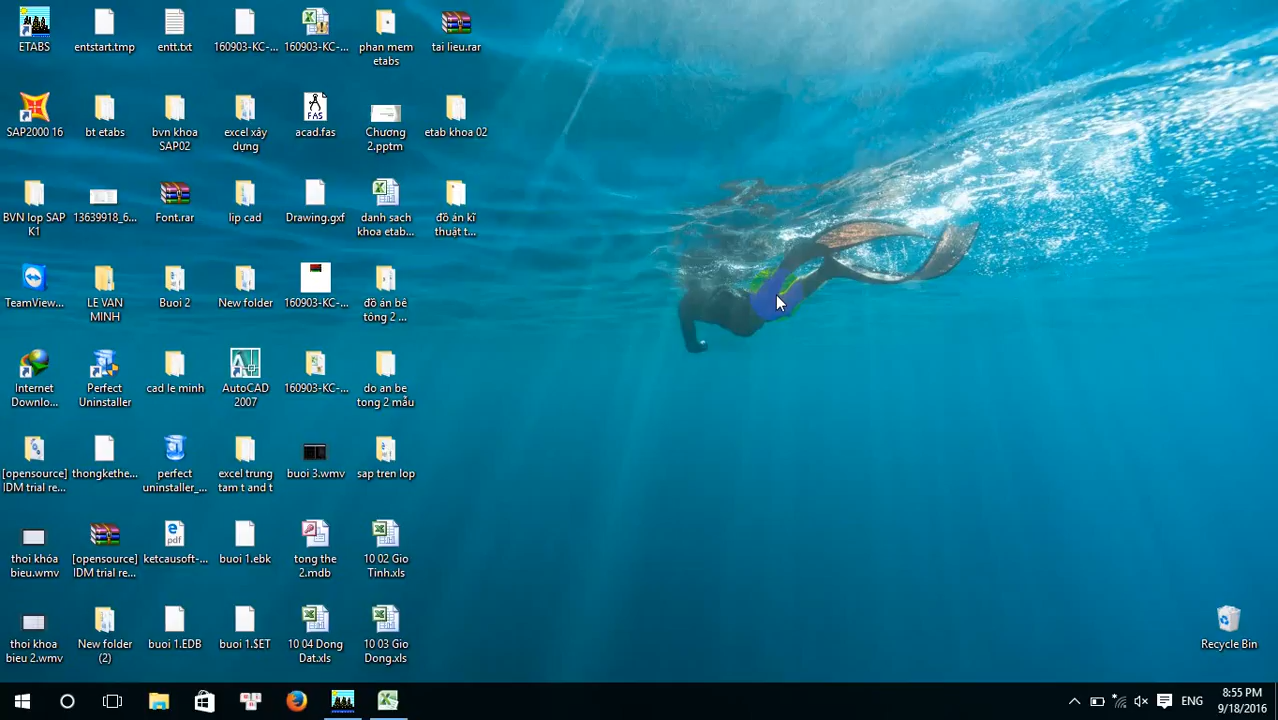 ETABS
entstart.tmp
entt.txt
160903-KC-...
160903-KC-...
phan mem
etabs
tai lieu.rar
SAP2000 16
bt etabs
bvn khoa
SAP02
excel xây
dựng
FAS
acad.fas
Chương
2.pptm
etab khoa 02
BVN lop SAP
K1
13639918_6...
Font.rar
lip cad
Drawing.gxf
danh sach
khoa etab...
đồ án kĩ
thuật t...
TeamView...
LE VAN
MINH
Buoi 2
New folder
160903-KC-...
đồ án bê
tông 2 ...
Internet
Downlo...
Perfect
Uninstaller
cad le minh
AutoCAD
2007
160903-KC-...
do an be
tong 2 mẫu
[opensource]
IDM trial re...
thongkethe...
perfect
uninstaller_...
excel trung
tam t and t
buoi 3.wmv
sap tren lop
thoi khóa
bieu.wmv
[opensource]
IDM trial re...
pdf
ketcausoft-...
buoi 1.ebk
tong the
2.mdb
10 02 Gio
Tinh.xls
thoi khoa
bieu 2.wmv
New folder
(2)
buoi 1.EDB
buoi 1.$ET
10 04 Dong
Dat.xls
10 03 Gio
Dong.xls
Recycle Bin
ENG
8:55 PM
9/18/2016